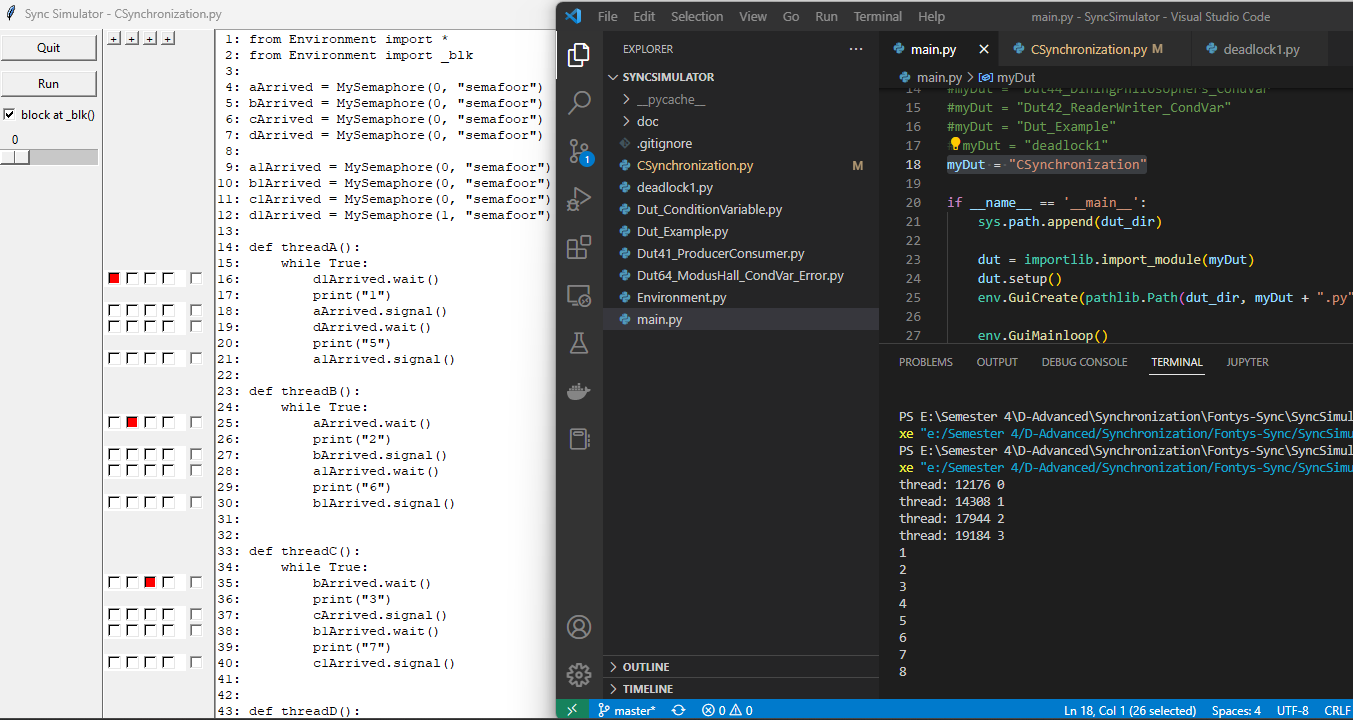 Sync Simulator - CSynchronization.py
Quit
Run
block at _blk()
0
+ + + +
1: from Environment import *
2: from Environment import _blk
3:
4: aArrived = MySemaphore(0, "semafoor")
5: bArrived = MySemaphore(0, "semafoor")
6: cArrived = MySemaphore(0, "semafoor")
7: dArrived = MySemaphore(0, "semafoor")
8:
9: a1Arrived = MySemaphore(0, "semafoor")
10: b1Arrived = MySemaphore(0, "semafoor")
11: c1Arrived = MySemaphore(0, "semafoor")
12: d1Arrived = MySemaphore(1, "semafoor")
13:
14: def threadA():
15:     while True:
16:         d1Arrived.wait()
17:         print("1")
18:         aArrived.signal()
19:         dArrived.wait()
20:         print("5")
21:         a1Arrived.signal()
22:
23: def threadB():
24:     while True:
25:         aArrived.wait()
26:         print("2")
27:         bArrived.signal()
28:         a1Arrived.wait()
29:         print("6")
30:         b1Arrived.signal()
31:
32:
33: def threadC():
34:     while True:
35:         bArrived.wait()
36:         print("3")
37:         cArrived.signal()
38:         b1Arrived.wait()
39:         print("7")
40:         c1Arrived.signal()
41:
42:
43: def threadD():
File Edit Selection View Go Run Terminal Help
main.py - SyncSimulator - Visual Studio Code
EXPLORER
SYNCSIMULATOR
__pycache__
doc
.gitignore
CSynchronization.py M
deadlock1.py
Dut_ConditionVariable.py
Dut_Example.py
Dut41_ProducerConsumer.py
Dut64_ModusHall_CondVar_Error.py
Environment.py
main.py
OUTLINE
TIMELINE
1
main.py
CSynchronization.py M
deadlock1.py
main.py > myDut
14 #myDut = "Dut44_DiningPhilosophers_CondVar"
15 #myDut = "Dut42_ReaderWriter_CondVar"
16 #myDut = "Dut_Example"
17 myDut = "deadlock1"
18 myDut = "CSynchronization"
19
20 if __name__ == '__main__':
21     sys.path.append(dut_dir)
22
23     dut = importlib.import_module(myDut)
24     dut.setup()
25     env.GuiCreate(pathlib.Path(dut_dir, myDut + ".py"
26
27     env.GuiMainloop()
PROBLEMS OUTPUT DEBUG CONSOLE TERMINAL JUPYTER
PS E:\Semester 4\D-Advanced\Synchronization\Fontys-Sync\SyncSimul
xe "e:/Semester 4/D-Advanced/Synchronization/Fontys-Sync/SyncSimu
PS E:\Semester 4\D-Advanced\Synchronization\Fontys-Sync\SyncSimul
xe "e:/Semester 4/D-Advanced/Synchronization/Fontys-Sync/SyncSimu
thread: 12176 0
thread: 14308 1
thread: 17944 2
thread: 19184 3
1
2
3
4
5
6
7
8
master* 0 0 Ln 18, Col 1 (26 selected) Spaces: 4 UTF-8 CRLF